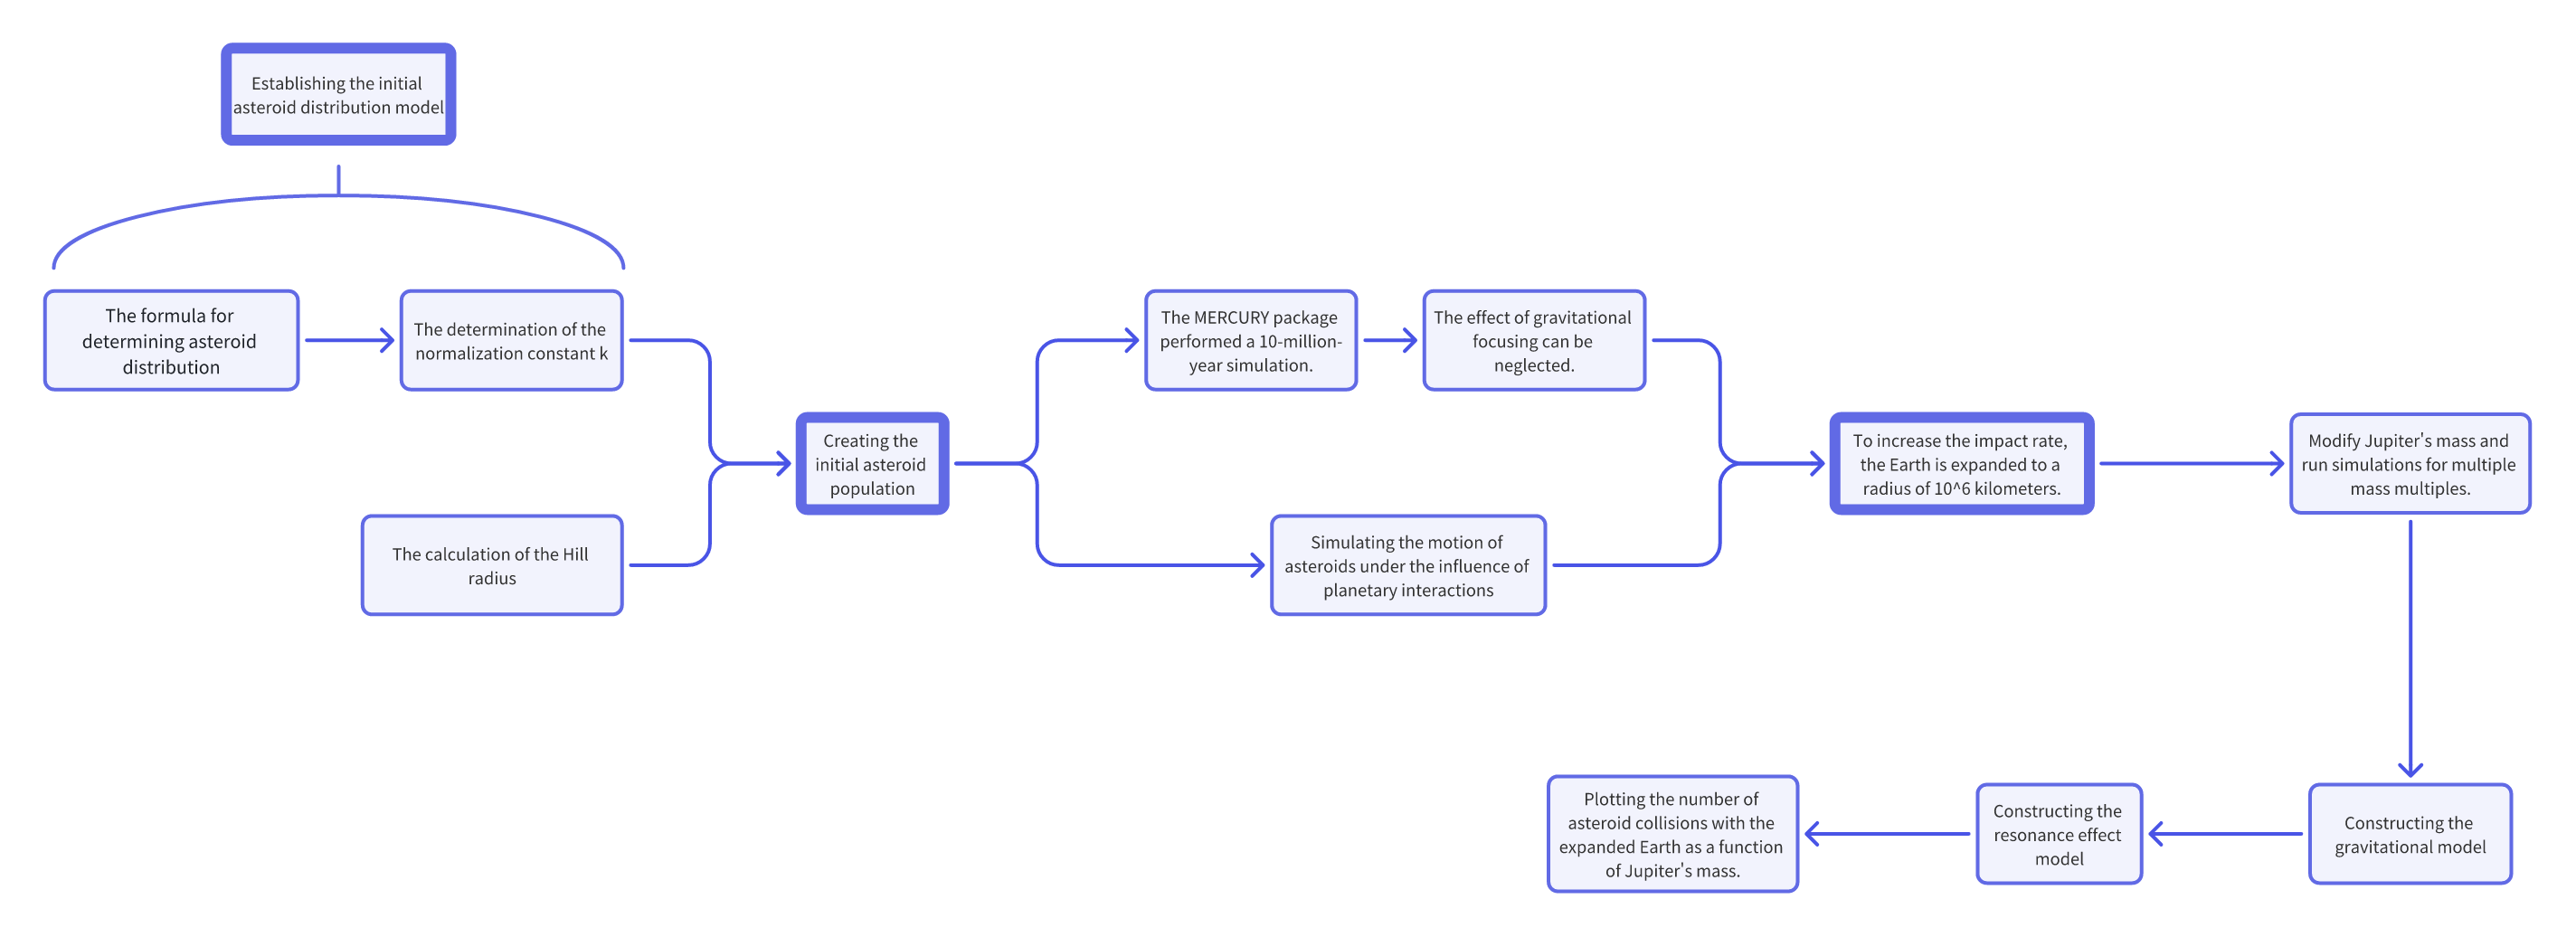 Establishing the initial
asteroid distribution model
The formula for
determining asteroid
distribution
The determination of the
normalization constant k
The calculation of the Hill
radius
Creating the
initial asteroid
population
The MERCURY package
performed a 10-million-
year simulation.
The effect of gravitational
focusing can be
neglected.
Simulating the motion of
asteroids under the influence of
planetary interactions
To increase the impact rate,
the Earth is expanded to a
radius of 10^6 kilometers.
Modify Jupiter's mass and
run simulations for multiple
mass multiples.
Constructing the
gravitational model
Constructing the
resonance effect
model
Plotting the number of
asteroid collisions with the
expanded Earth as a function
of Jupiter's mass.